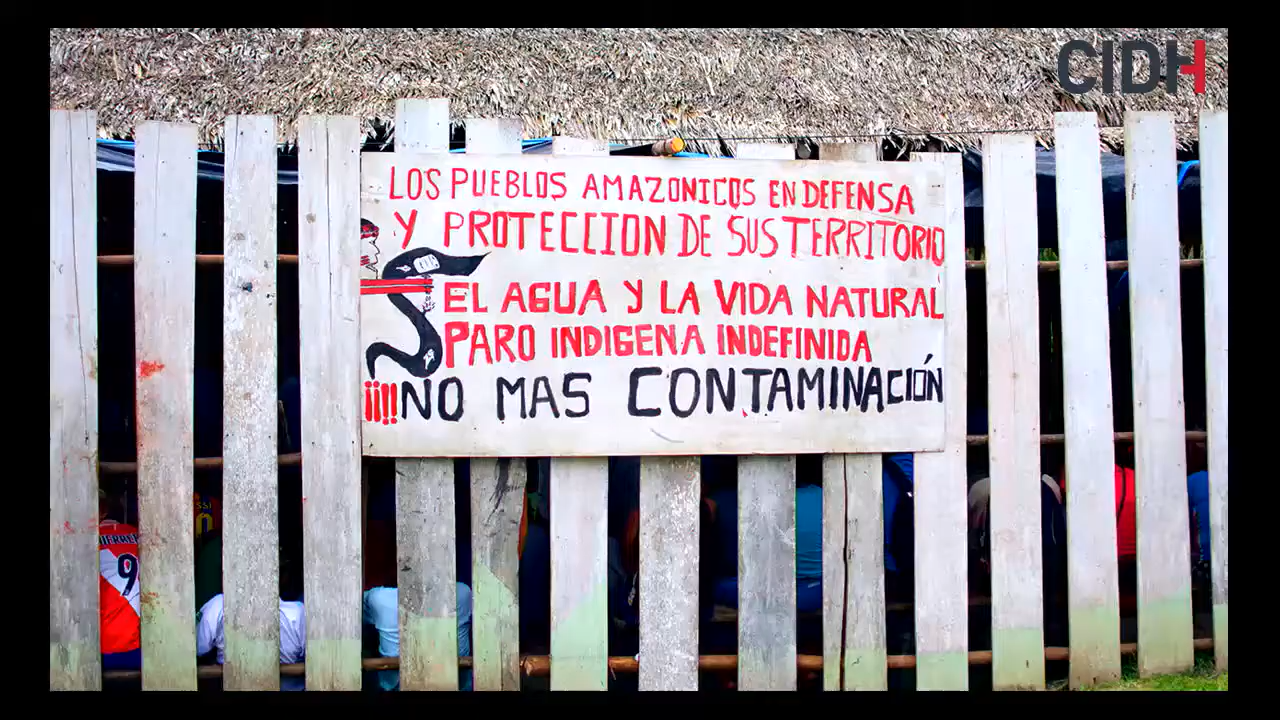 CIDH
LOS PUEBLOS AMAZONICOS EN DEFENSA
Y PROTECCION DE SUS TERRITORIO
EL AGUA Y LA VIDA NATURAL
PARO INDIGENA INDEFINIDA
¡¡!!NO MAS CONTAMINACIÓN
9